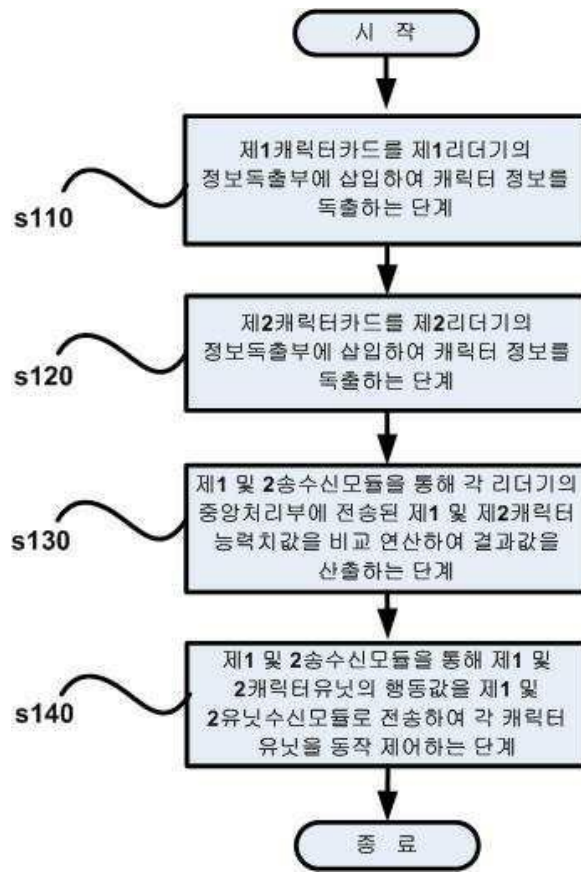 시 작
제1캐릭터카드를 제1리더기의
정보독출부에 삽입하여 캐릭터 정보를
독출하는 단계
s110
제2캐릭터카드를 제2리더기의
정보독출부에 삽입하여 캐릭터 정보를
독출하는 단계
s120
제1 및 2송수신모듈을 통해 각 리더기의
중앙처리부에 전송된 제1 및 제2캐릭터
능력치값을 비교 연산하여 결과값을
산출하는 단계
s130
제1 및 2송수신모듈을 통해 제1 및
2캐릭터유닛의 행동값을 제1 및
2유닛수신모듈로 전송하여 각 캐릭터
유닛을 동작 제어하는 단계
s140
종 료